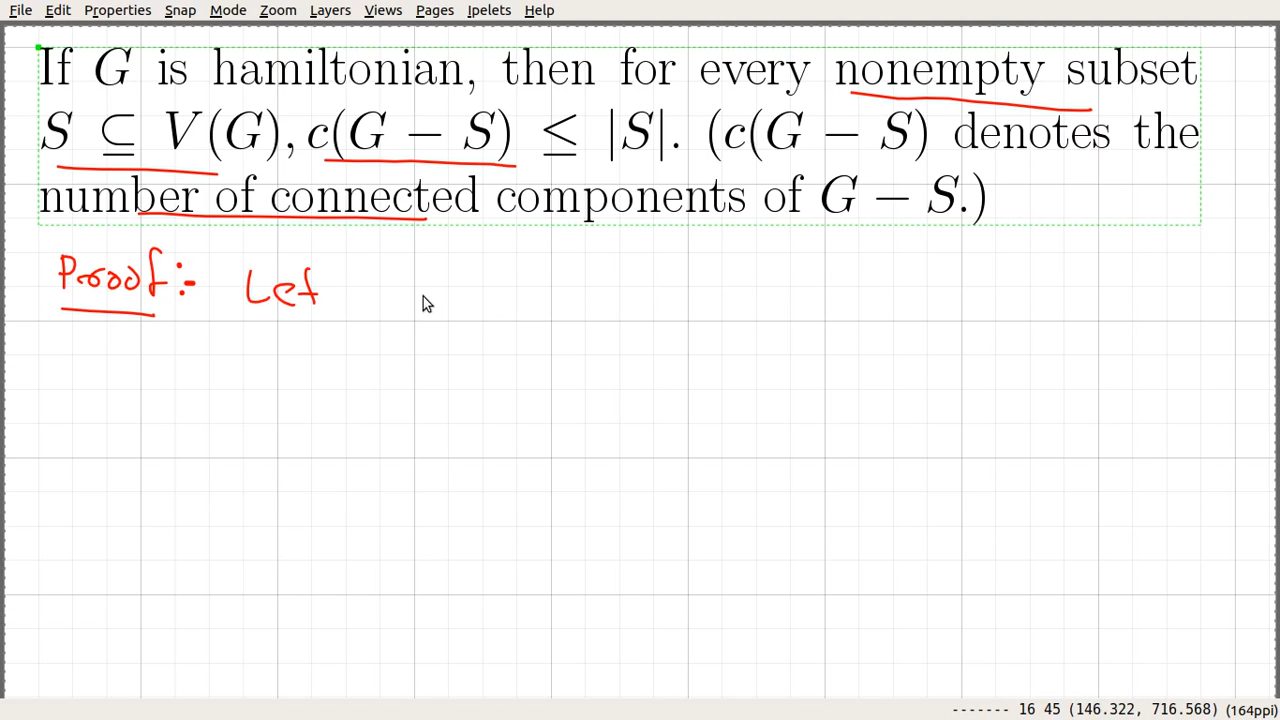 File Edit Properties Snap Mode Zoom Layers Views Pages Ipelets Help
If G is hamiltonian, then for every nonempty subset
S ⊆ V(G), c(G − S) ≤ |S|. (c(G − S) denotes the
number of connected components of G − S.)
Proof:- Let
------- 16 45 (146.322, 716.568) (164ppi)